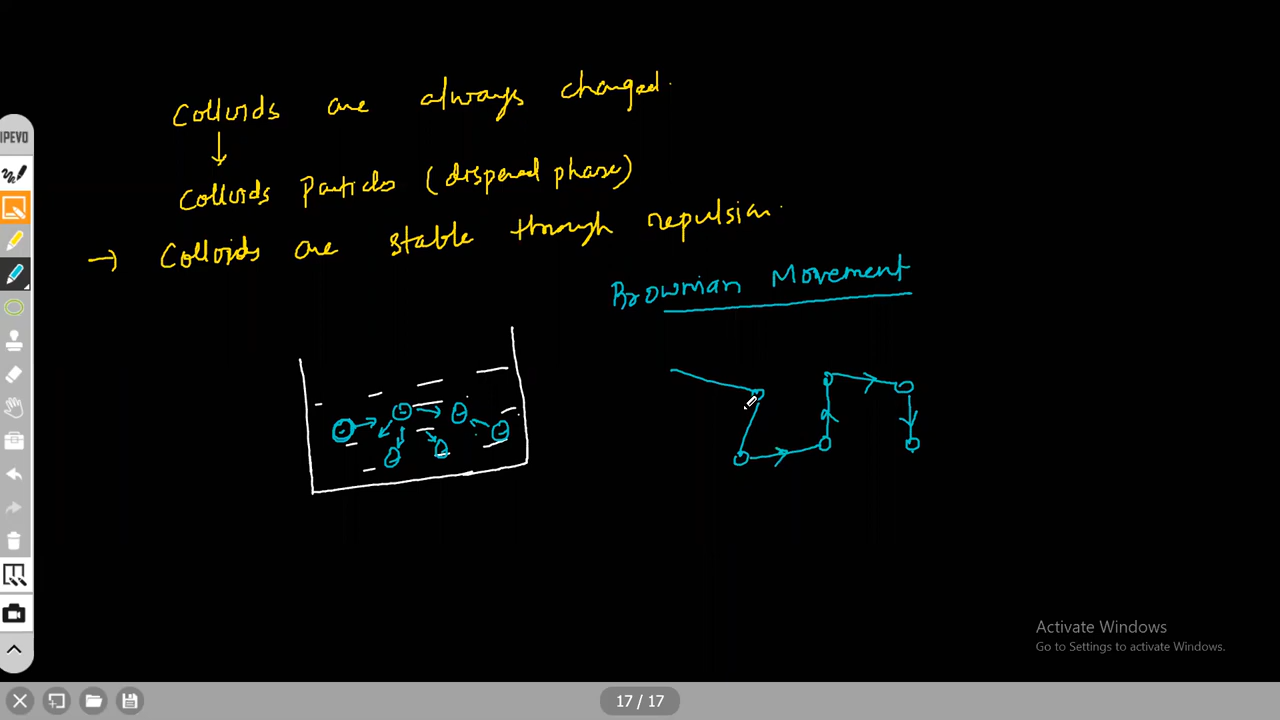 Colloids are always charged.
Colloids Particles (dispersed phase)
→ Colloids are stable through repulsion.
Brownian Movement
IPEVO
Activate Windows
Go to Settings to activate Windows.
17 / 17